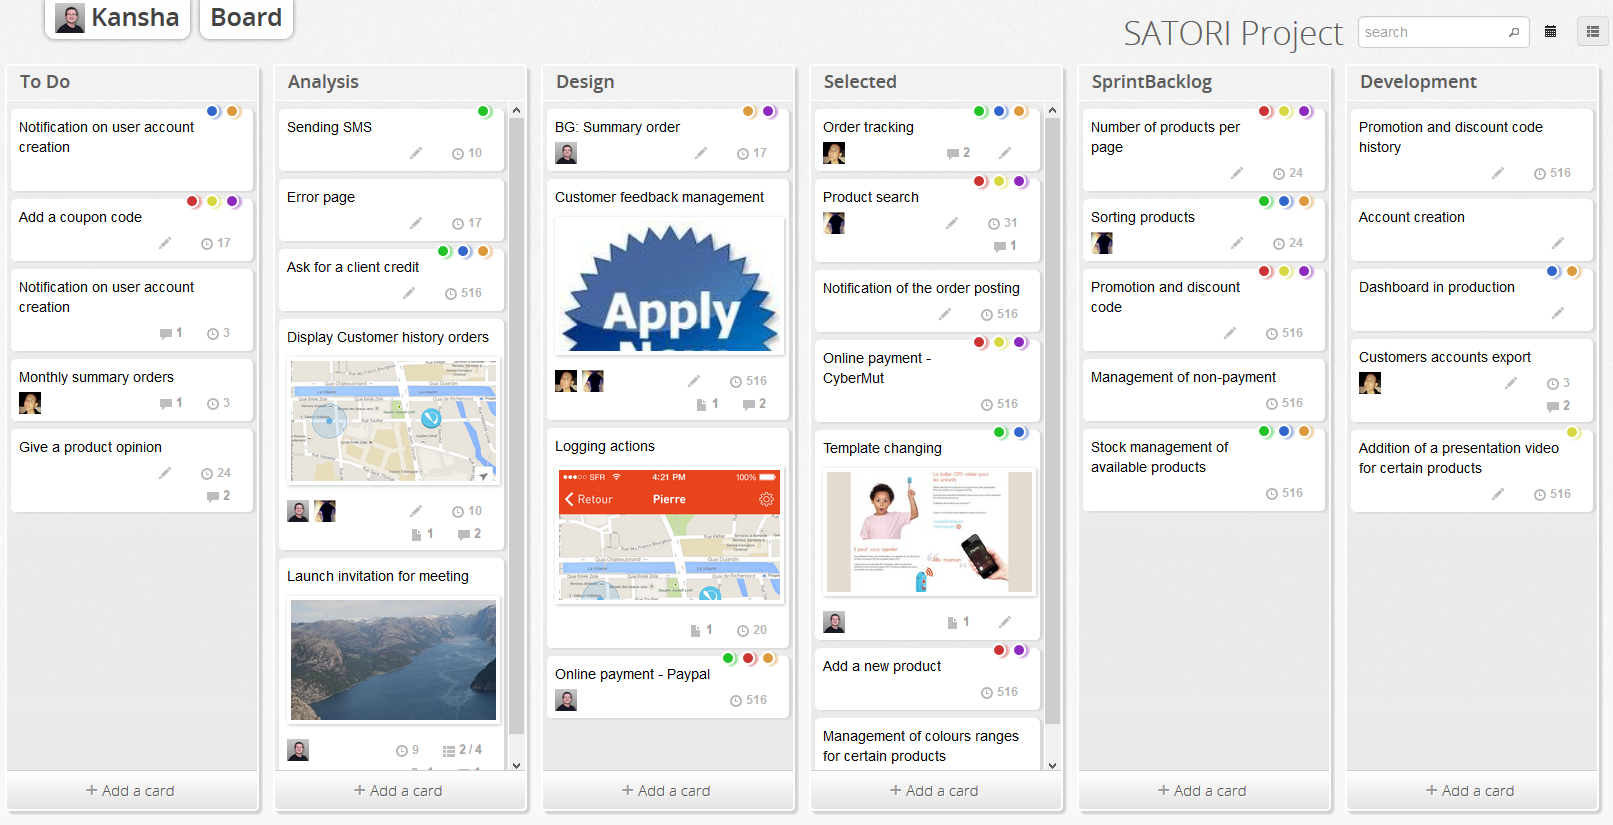 Kansha
Board
SATORI Project
search
To Do
Notification on user account
creation
Add a coupon code
17
Notification on user account
creation
1
3
Monthly summary orders
1
3
Give a product opinion
24
2
+ Add a card
Analysis
Sending SMS
10
Error page
17
Ask for a client credit
516
Display Customer history orders
10
1
2
Launch invitation for meeting
9
2 / 4
+ Add a card
Design
BG: Summary order
17
Customer feedback management
Apply
516
1
2
Logging actions
SFR
4:21 PM
100%
Retour
Pierre
Quai Châteaubriand
Quai Dujardin
La Vilaine
Quai Émile Zola
1
20
Online payment - Paypal
516
+ Add a card
Selected
Order tracking
2
Product search
31
1
Notification of the order posting
516
Online payment -
CyberMut
516
Template changing
1
Add a new product
516
Management of colours ranges
for certain products
+ Add a card
SprintBacklog
Number of products per
page
24
Sorting products
24
Promotion and discount
code
516
Management of non-payment
516
Stock management of
available products
516
+ Add a card
Development
Promotion and discount code
history
516
Account creation
Dashboard in production
Customers accounts export
3
2
Addition of a presentation video
for certain products
516
+ Add a card